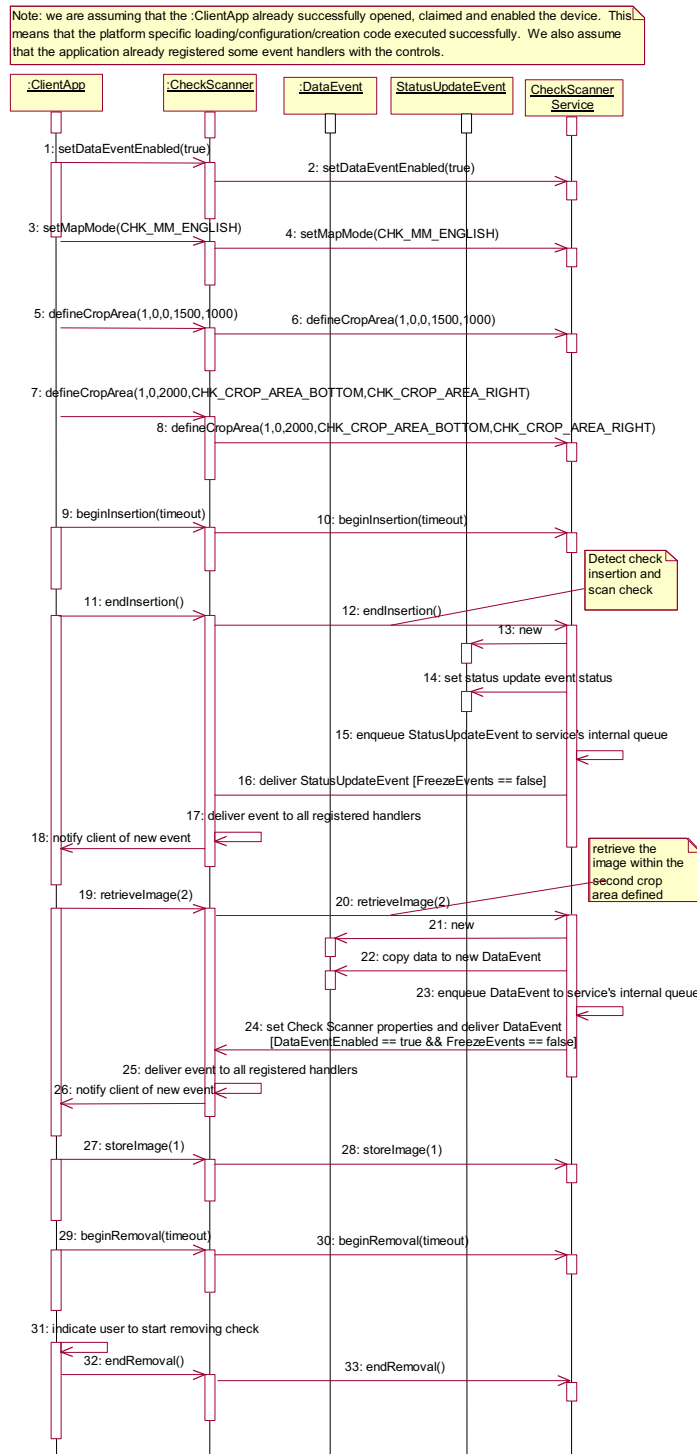 Note: we are assuming that the :ClientApp already successfully opened, claimed and enabled the device.  This
means that the platform specific loading/configuration/creation code executed successfully.  We also assume
that the application already registered some event handlers with the controls.
:ClientApp
:CheckScanner
:DataEvent
StatusUpdateEvent
CheckScanner
Service
1: setDataEventEnabled(true)
2: setDataEventEnabled(true)
3: setMapMode(CHK_MM_ENGLISH)
4: setMapMode(CHK_MM_ENGLISH)
5: defineCropArea(1,0,0,1500,1000)
6: defineCropArea(1,0,0,1500,1000)
7: defineCropArea(1,0,2000,CHK_CROP_AREA_BOTTOM,CHK_CROP_AREA_RIGHT)
8: defineCropArea(1,0,2000,CHK_CROP_AREA_BOTTOM,CHK_CROP_AREA_RIGHT)
9: beginInsertion(timeout)
10: beginInsertion(timeout)
Detect check
insertion and
scan check
11: endInsertion()
12: endInsertion()
13: new
14: set status update event status
15: enqueue StatusUpdateEvent to service's internal queue
16: deliver StatusUpdateEvent [FreezeEvents == false]
17: deliver event to all registered handlers
18: notify client of new event
retrieve the
image within the
second crop
area defined
19: retrieveImage(2)
20: retrieveImage(2)
21: new
22: copy data to new DataEvent
23: enqueue DataEvent to service's internal queue
24: set Check Scanner properties and deliver DataEvent
[DataEventEnabled == true && FreezeEvents == false]
25: deliver event to all registered handlers
26: notify client of new event
27: storeImage(1)
28: storeImage(1)
29: beginRemoval(timeout)
30: beginRemoval(timeout)
31: indicate user to start removing check
32: endRemoval()
33: endRemoval()